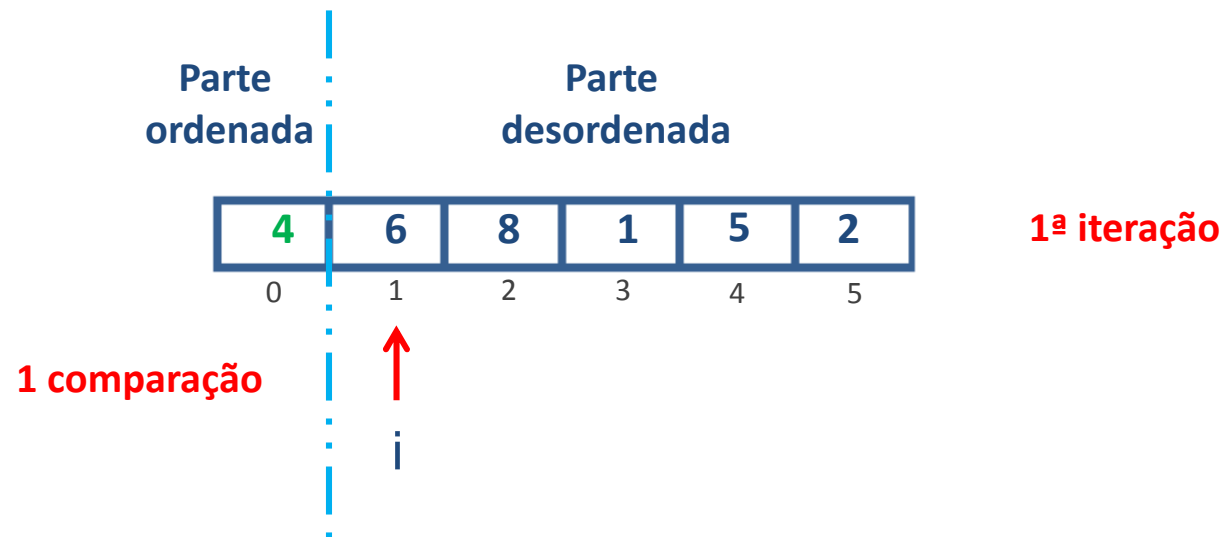 Parte
ordenada
Parte
desordenada
4 6 8 1 5 2
1ª iteração
0 1 2 3 4 5
1 comparação
i